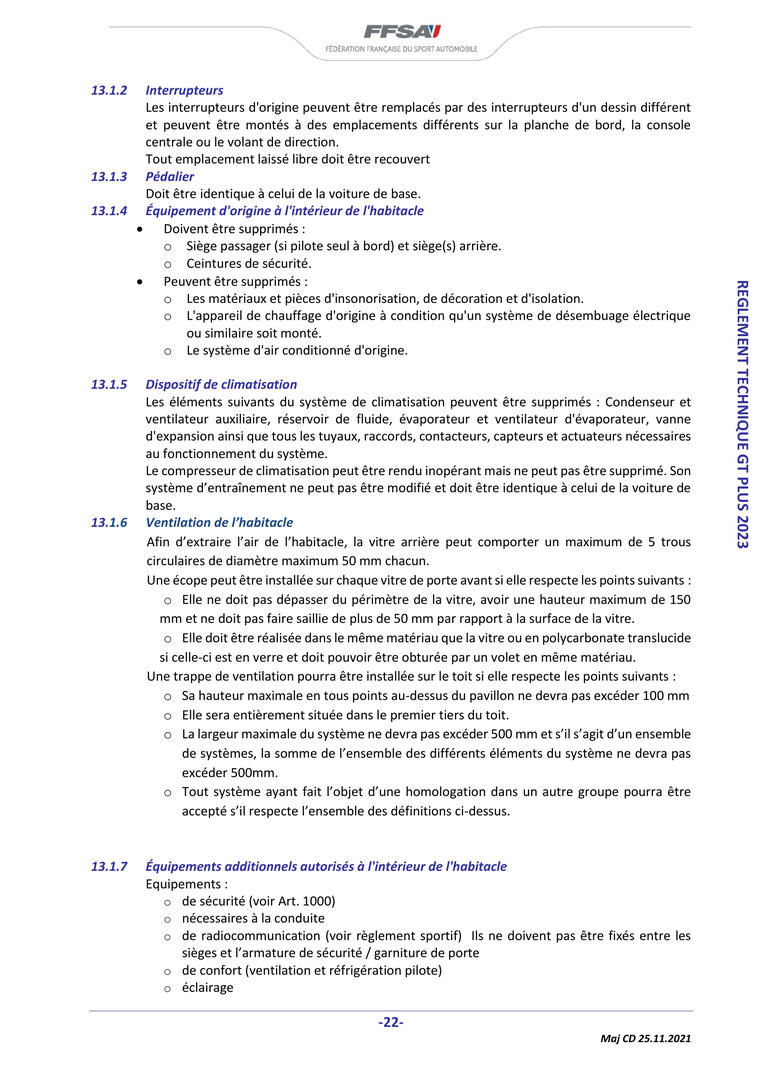 FFSA
FÉDÉRATION FRANÇAISE DU SPORT AUTOMOBILE
13.1.2 Interrupteurs
Les interrupteurs d'origine peuvent être remplacés par des interrupteurs d'un dessin différent
et peuvent être montés à des emplacements différents sur la planche de bord, la console
centrale ou le volant de direction.
Tout emplacement laissé libre doit être recouvert
13.1.3 Pédalier
Doit être identique à celui de la voiture de base.
13.1.4 Équipement d'origine à l'intérieur de l'habitacle
• Doivent être supprimés :
o Siège passager (si pilote seul à bord) et siège(s) arrière.
o Ceintures de sécurité.
• Peuvent être supprimés :
o Les matériaux et pièces d'insonorisation, de décoration et d'isolation.
o L'appareil de chauffage d'origine à condition qu'un système de désembuage électrique
ou similaire soit monté.
o Le système d'air conditionné d'origine.
13.1.5 Dispositif de climatisation
Les éléments suivants du système de climatisation peuvent être supprimés : Condenseur et
ventilateur auxiliaire, réservoir de fluide, évaporateur et ventilateur d'évaporateur, vanne
d'expansion ainsi que tous les tuyaux, raccords, contacteurs, capteurs et actuateurs nécessaires
au fonctionnement du système.
Le compresseur de climatisation peut être rendu inopérant mais ne peut pas être supprimé. Son
système d’entraînement ne peut pas être modifié et doit être identique à celui de la voiture de
base.
13.1.6 Ventilation de l’habitacle
Afin d’extraire l’air de l’habitacle, la vitre arrière peut comporter un maximum de 5 trous
circulaires de diamètre maximum 50 mm chacun.
Une écope peut être installée sur chaque vitre de porte avant si elle respecte les points suivants :
o Elle ne doit pas dépasser du périmètre de la vitre, avoir une hauteur maximum de 150
mm et ne doit pas faire saillie de plus de 50 mm par rapport à la surface de la vitre.
o Elle doit être réalisée dans le même matériau que la vitre ou en polycarbonate translucide
si celle-ci est en verre et doit pouvoir être obturée par un volet en même matériau.
Une trappe de ventilation pourra être installée sur le toit si elle respecte les points suivants :
o Sa hauteur maximale en tous points au-dessus du pavillon ne devra pas excéder 100 mm
o Elle sera entièrement située dans le premier tiers du toit.
o La largeur maximale du système ne devra pas excéder 500 mm et s’il s’agit d’un ensemble
de systèmes, la somme de l’ensemble des différents éléments du système ne devra pas
excéder 500mm.
o Tout système ayant fait l’objet d’une homologation dans un autre groupe pourra être
accepté s’il respecte l’ensemble des définitions ci-dessus.
13.1.7 Équipements additionnels autorisés à l'intérieur de l'habitacle
Equipements :
o de sécurité (voir Art. 1000)
o nécessaires à la conduite
o de radiocommunication (voir règlement sportif) Ils ne doivent pas être fixés entre les
sièges et l’armature de sécurité / garniture de porte
o de confort (ventilation et réfrigération pilote)
o éclairage
REGLEMENT TECHNIQUE GT PLUS 2023
-22-
Maj CD 25.11.2021